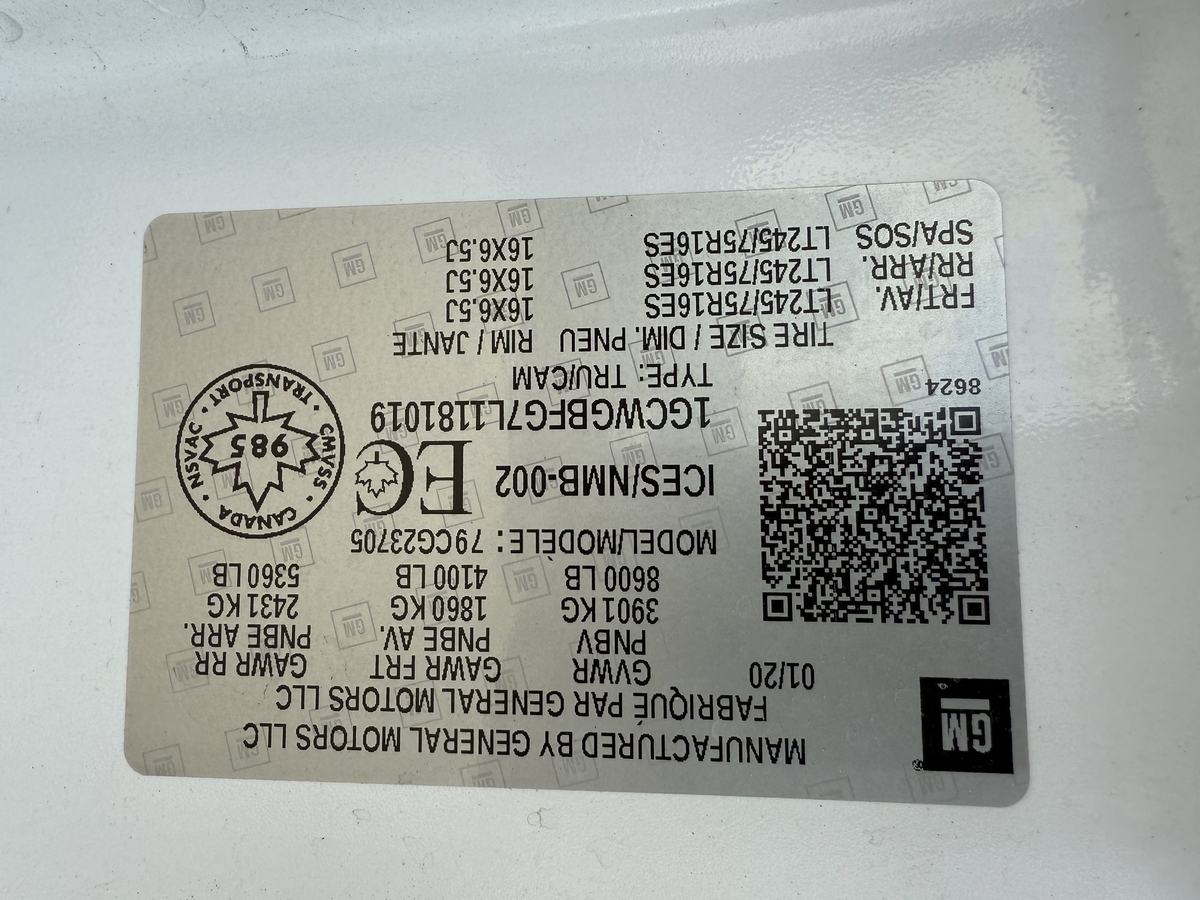 GM
MANUFACTURED BY GENERAL MOTORS LLC
FABRIQUÉ PAR GENERAL MOTORS LLC
01/20 GVWR GAWR FRT GAWR RR
PNBV PNBE AV. PNBE ARR.
3901 KG 1860 KG 2431 KG
8600 LB 4100 LB 5360 LB
MODEL/MODÈLE: 79CG23705
ICES/NMB-002 EC
CANADA • CMVSS • TRANSPORT • NSVAC •
985
1GCWGBFG7L1181019
8624 TYPE: TRU/CAM
TIRE SIZE / DIM. PNEU RIM / JANTE
FRT/AV. LT245/75R16ES 16X6.5J
RR/ARR. LT245/75R16ES 16X6.5J
SPA/SOS LT245/75R16ES 16X6.5J